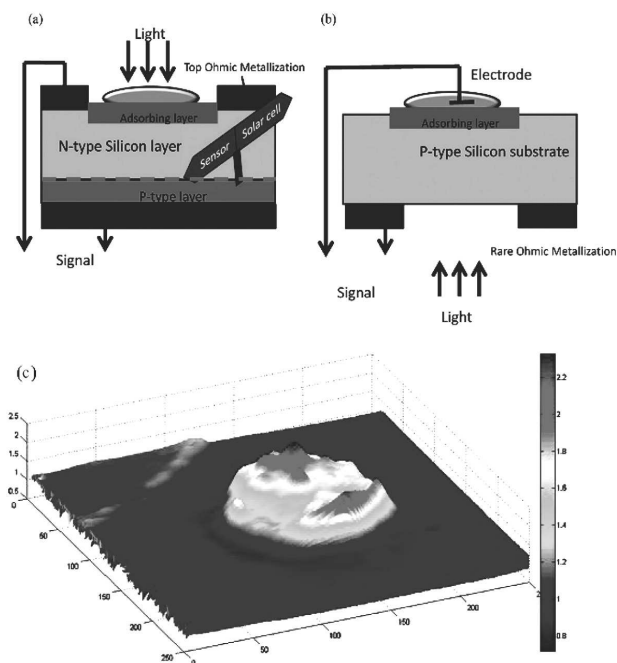 (a)
Light
Top Ohmic Metallization
Adsorbing layer
N-type Silicon layer
Sensor
Solar cell
P-type layer
Signal
(b)
Electrode
Adsorbing layer
P-type Silicon substrate
Rare Ohmic Metallization
Signal
Light
(c)
2.5
2
1.5
1
0.5
0
50
100
150
200
250
0
50
100
150
200
2.2
2
1.8
1.6
1.4
1.2
1
0.8